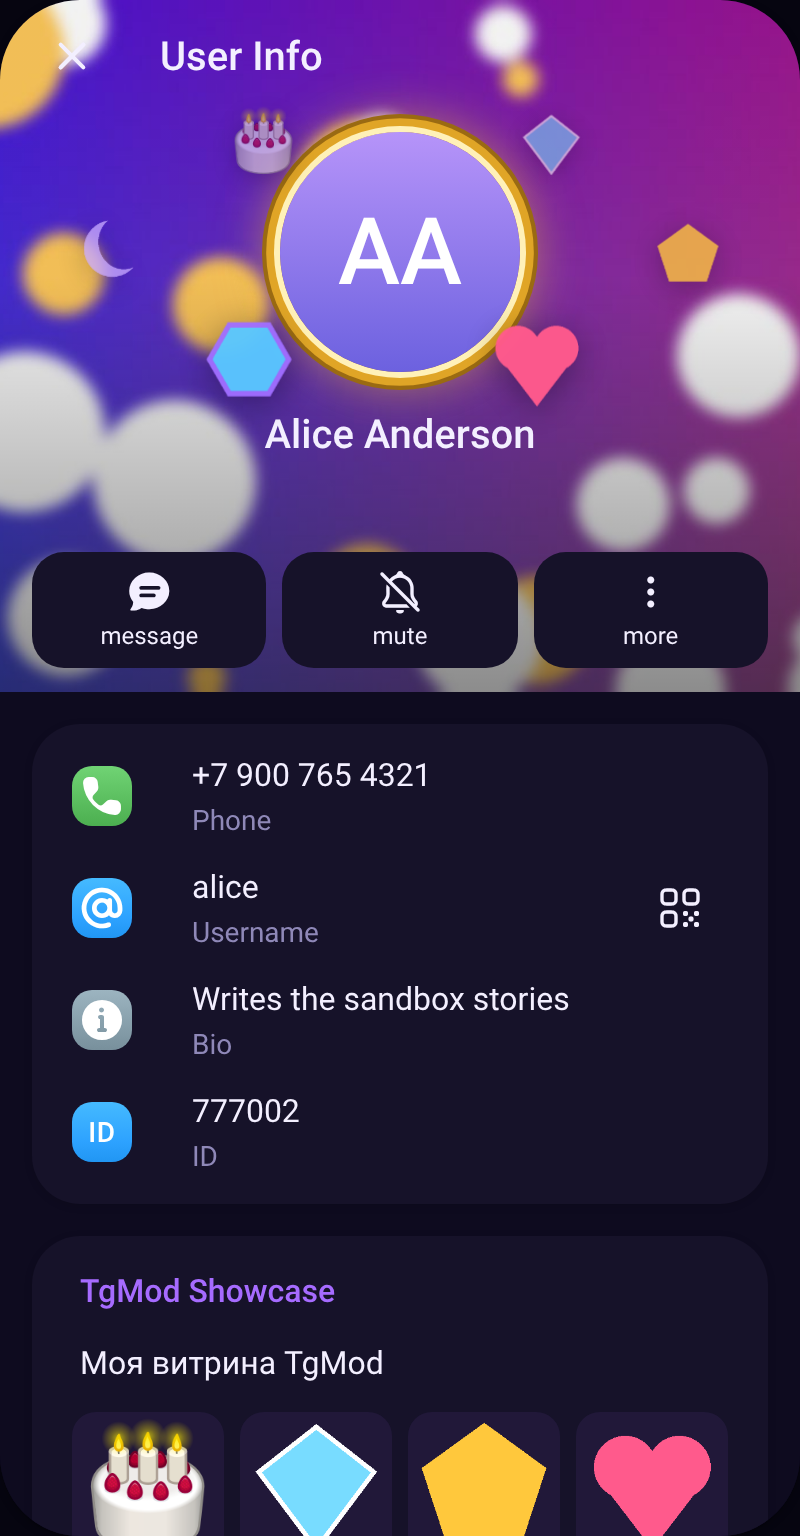 User Info
AA
Alice Anderson
message
mute
more
+7 900 765 4321
Phone
alice
Username
Writes the sandbox stories
Bio
ID
777002
ID
TgMod Showcase
Моя витрина TgMod